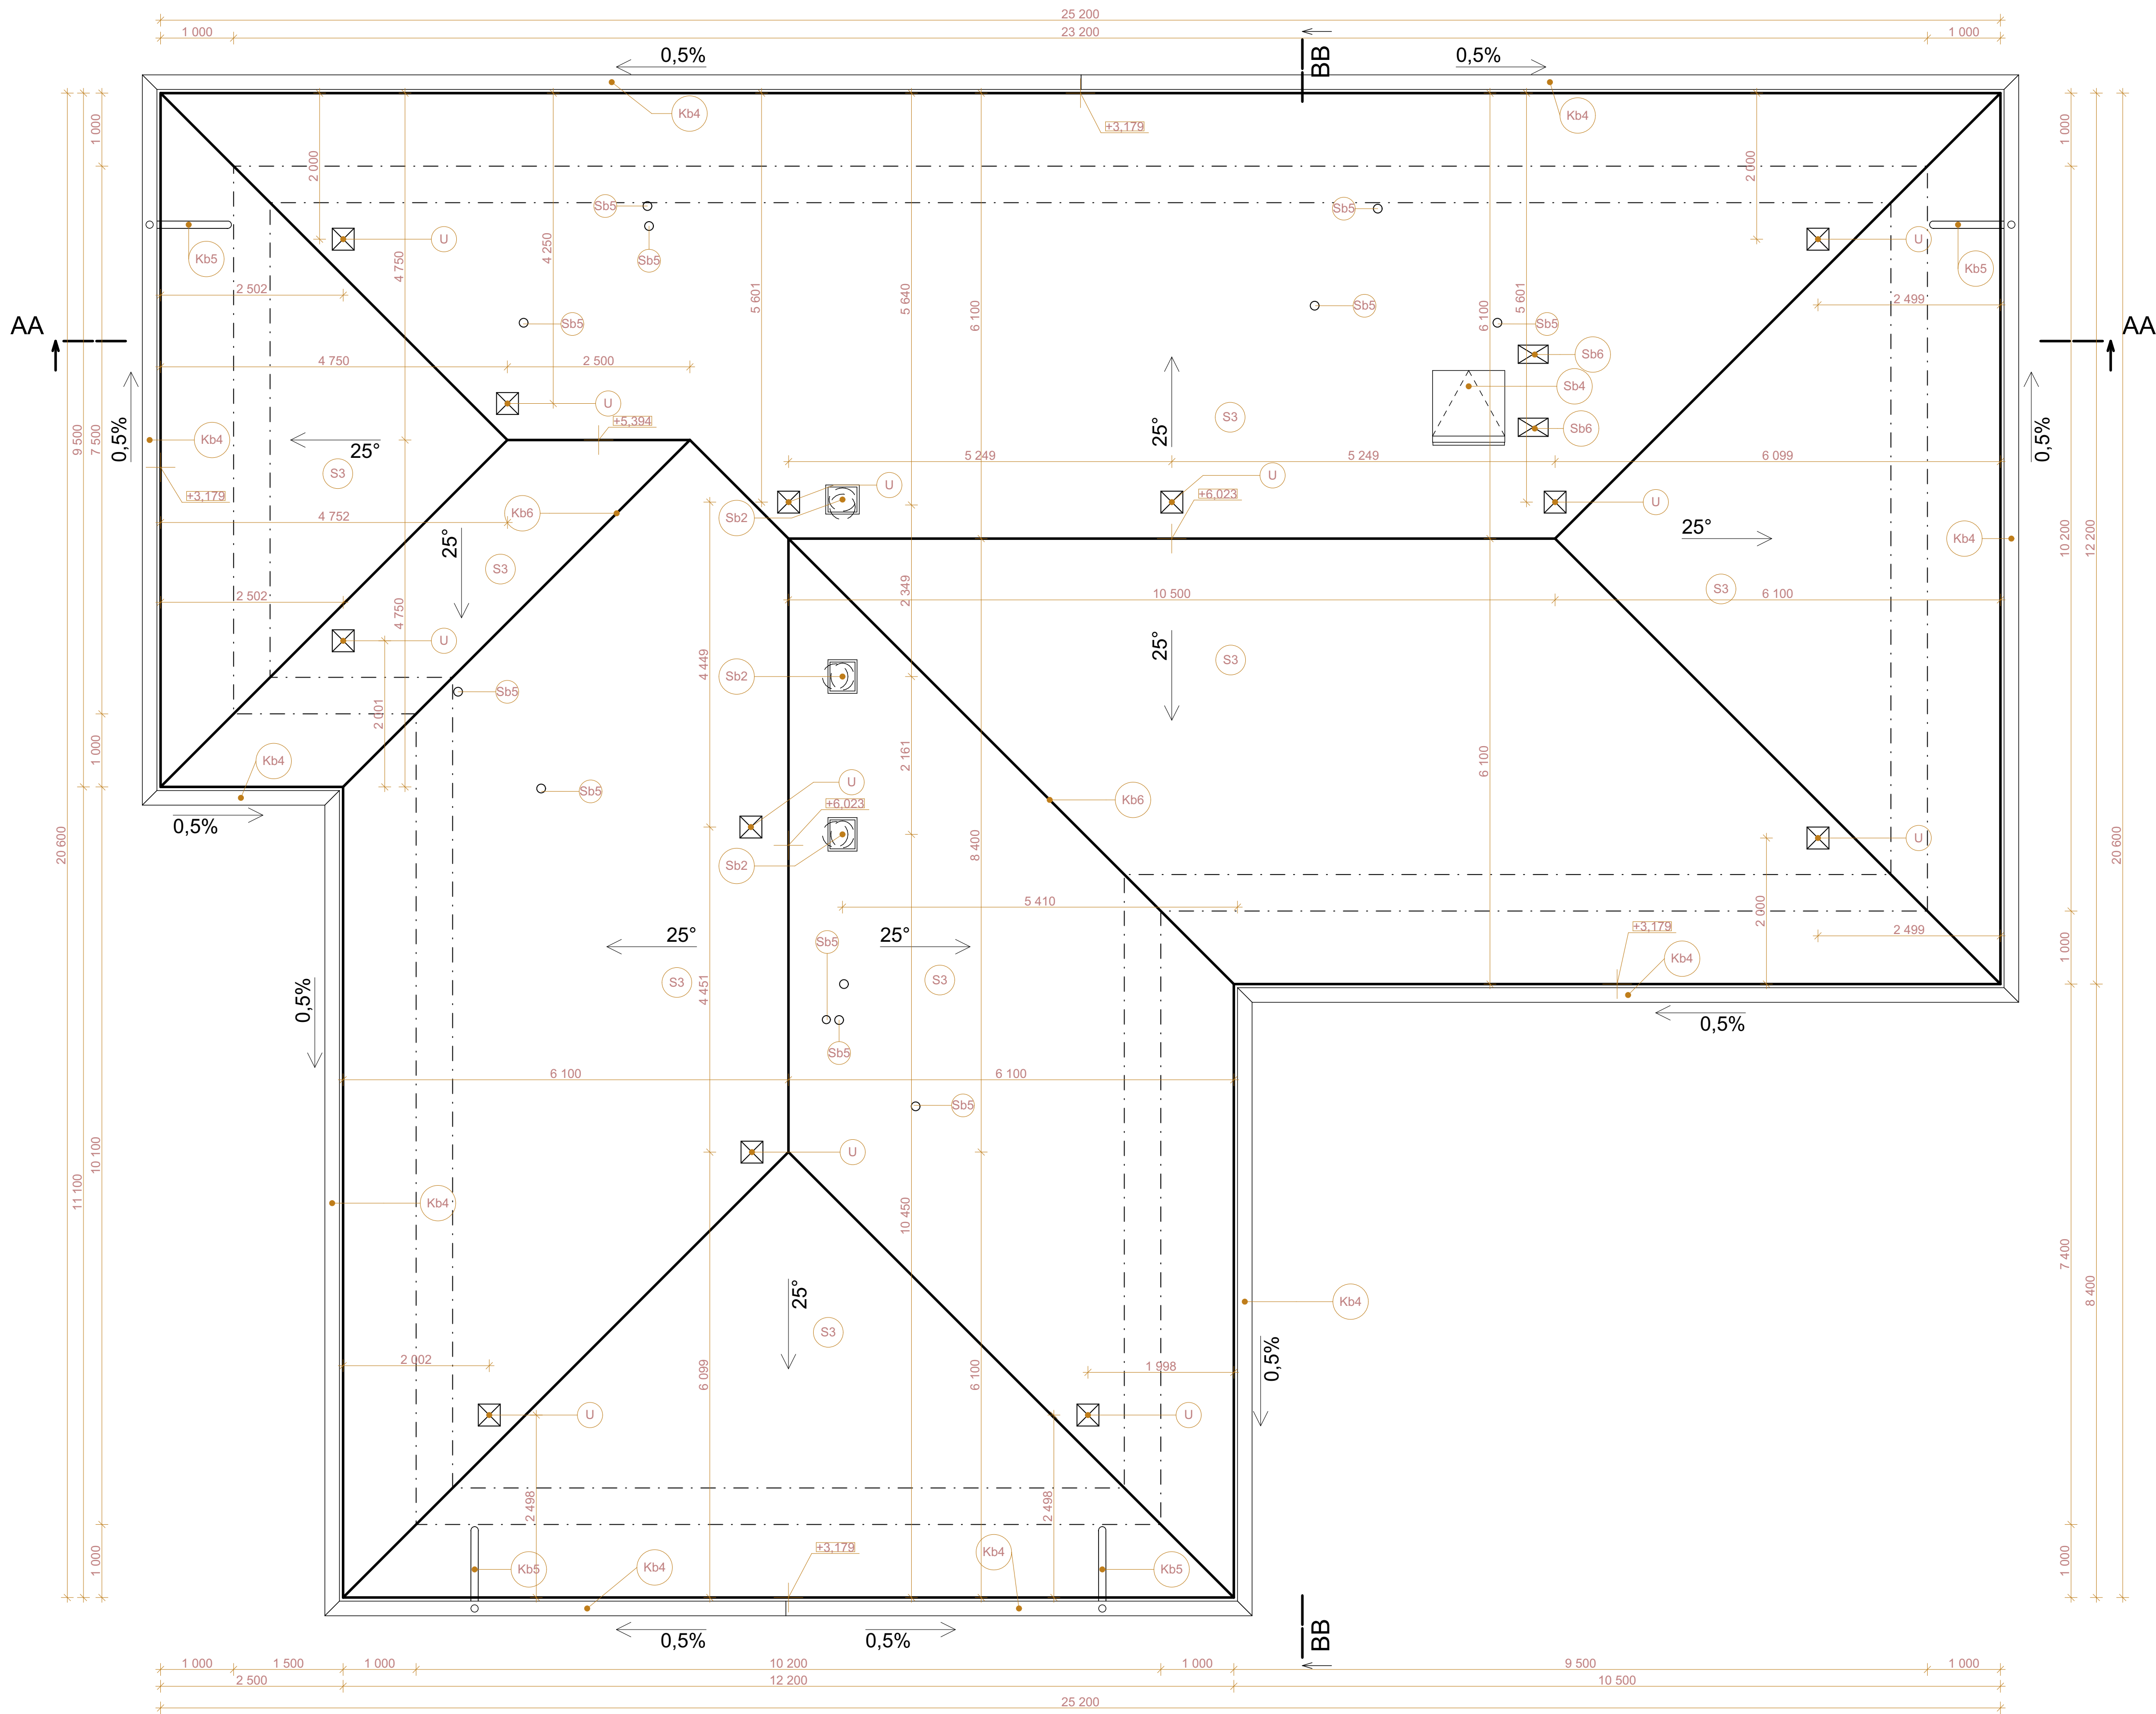 25 200
1 000
23 200
1 000
0,5%
0,5%
BB
Kb4
Kb4
+3,179
1 000
2 000
2 000
1 000
Sb5
Sb5
Sb5
U
U
4 250
4 750
Kb5
Kb5
Sb5
2 502
5 601
5 640
6 100
6 100
5 601
2 499
Sb5
Sb5
AA
AA
Sb6
4 750
2 500
Sb4
U
+5,394
S3
Sb6
9 500
7 500
0,5%
Kb4
25°
25°
0,5%
5 249
5 249
6 099
S3
U
U
+3,179
+6,023
U
Kb6
Sb2
4 752
25°
25°
Kb4
10 200
12 200
S3
2 349
S3
2 502
10 500
6 100
4 750
U
25°
4 449
S3
Sb2
Sb5
2 001
1 000
Kb4
2 161
6 100
U
Sb5
+6,023
Kb6
0,5%
U
20 600
20 600
8 400
Sb2
5 410
2 000
+3,179
2 499
25°
25°
Sb5
1 000
Kb4
S3
S3
4 451
0,5%
0,5%
Sb5
6 100
6 100
Sb5
10 100
11 100
U
Kb4
10 450
7 400
8 400
25°
Kb4
S3
0,5%
2 002
6 099
6 100
1 998
U
U
2 498
2 498
1 000
+3,179
Kb4
1 000
Kb5
Kb4
Kb5
0,5%
0,5%
BB
1 000
1 500
1 000
10 200
1 000
9 500
1 000
2 500
12 200
10 500
25 200